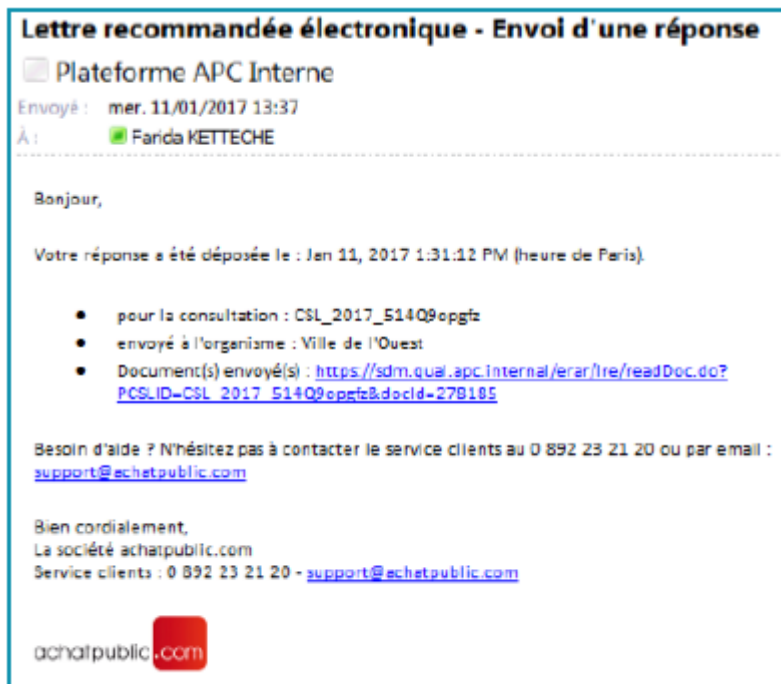 Lettre recommandée électronique - Envoi d'une réponse
Plateforme APC Interne
Envoyé : mer. 11/01/2017 13:37
À : Farida KETTECHE
Bonjour,
Votre réponse a été déposée le : Jan 11, 2017 1:31:12 PM (heure de Paris).
• pour la consultation : CSL_2017_514Q9opgfz
• envoyé à l'organisme : Ville de l'Ouest
• Document(s) envoyé(s) : https://sdm.qual.apc.internal/erar/lre/readDoc.do?
PCSLID=CSL_2017_514Q9opgfz&docId=278185
Besoin d'aide ? N'hésitez pas à contacter le service clients au 0 892 23 21 20 ou par email :
support@achatpublic.com
Bien cordialement,
La société achatpublic.com
Service clients : 0 892 23 21 20 - support@achatpublic.com
achatpublic.com